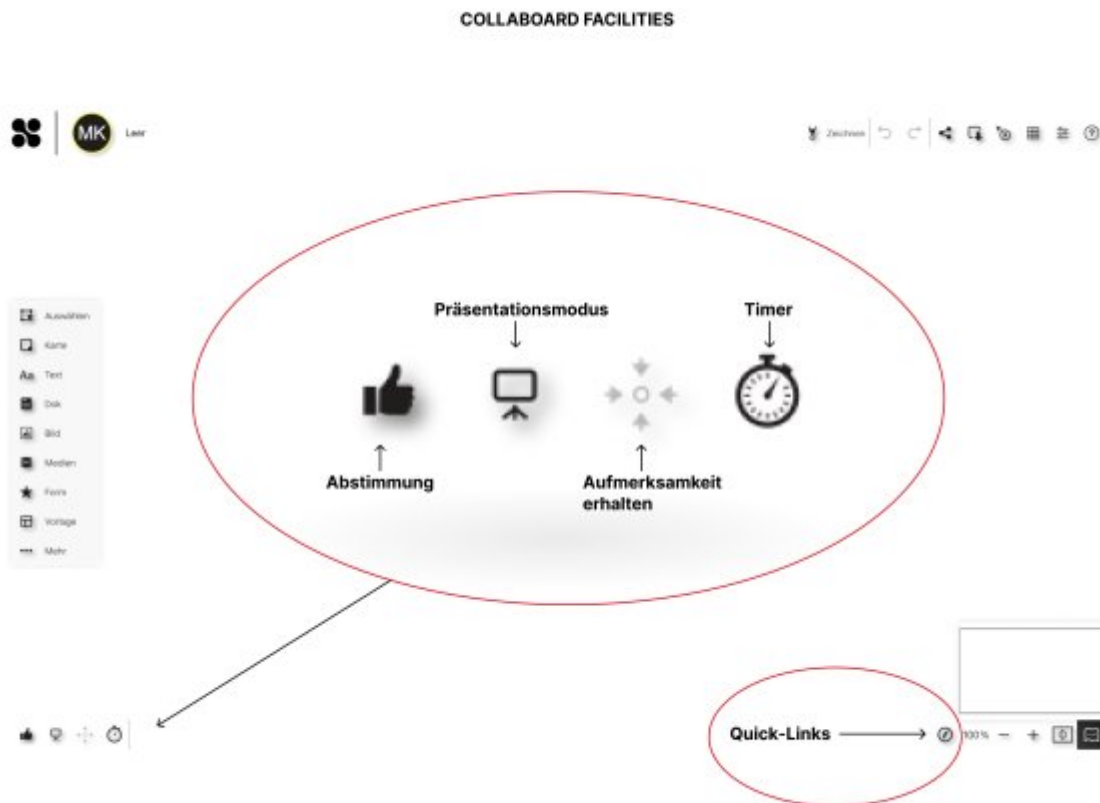 COLLABOARD FACILITIES
MK Leer
Zeichnen
Auswählen
Karte
Aa Text
Dok
Bild
Medien
Form
Vorlage
Mehr
Präsentationsmodus
Timer
Abstimmung
Aufmerksamkeit
erhalten
Quick-Links
100 %